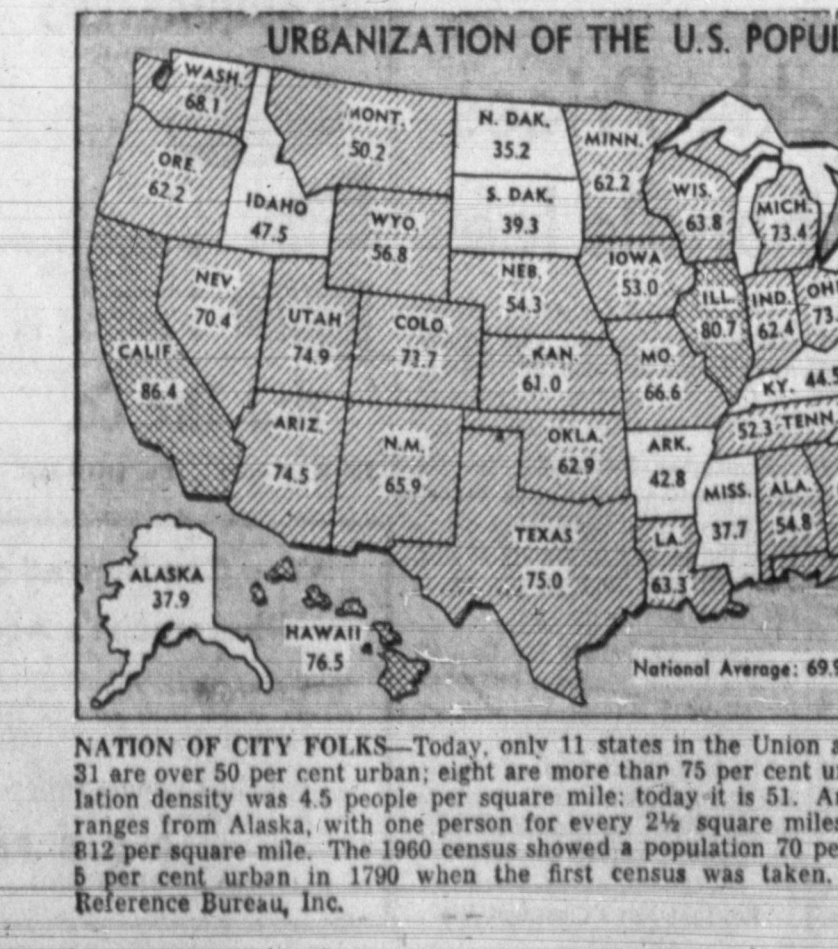 URBANIZATION OF THE U.S. POPU
WASH.
68.1
MONT.
50.2
N. DAK.
35.2
MINN.
62.2
ORE.
62.2
IDAHO
47.5
WYO.
56.8
S. DAK.
39.3
WIS.
63.8
MICH.
73.4
NEV.
70.4
UTAH
74.9
COLO.
73.7
NEB.
54.3
IOWA
53.0
ILL.
80.7
IND.
62.4
OHI
73.
CALIF.
86.4
KAN.
61.0
MO.
66.6
KY. 44.5
52.3 TENN
ARIZ.
74.5
N.M.
65.9
OKLA.
62.9
ARK.
42.8
MISS.
37.7
ALA.
54.8
TEXAS
75.0
LA.
63.3
ALASKA
37.9
HAWAII
76.5
National Average: 69.9
NATION OF CITY FOLKS—Today, only 11 states in the Union a
31 are over 50 per cent urban; eight are more than 75 per cent u
lation density was 4.5 people per square mile; today it is 51. A
ranges from Alaska, with one person for every 2½ square miles
812 per square mile. The 1960 census showed a population 70 pe
5 per cent urban in 1790 when the first census was taken.
Reference Bureau, Inc.